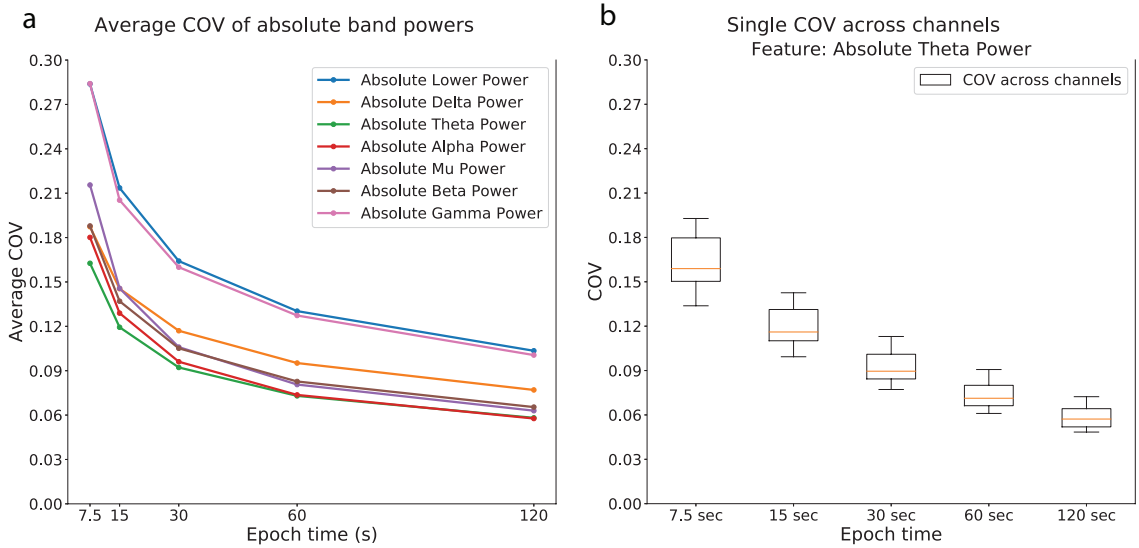 a
Average COV of absolute band powers
0.30
0.27
0.24
0.21
0.18
0.15
0.12
0.09
0.06
0.03
0.00
Average COV
Absolute Lower Power
Absolute Delta Power
Absolute Theta Power
Absolute Alpha Power
Absolute Mu Power
Absolute Beta Power
Absolute Gamma Power
7.5 15 30 60 120
Epoch time (s)
b
Single COV across channels
Feature: Absolute Theta Power
0.30
0.27
0.24
0.21
0.18
0.15
0.12
0.09
0.06
0.03
0.00
COV
COV across channels
7.5 sec 15 sec 30 sec 60 sec 120 sec
Epoch time